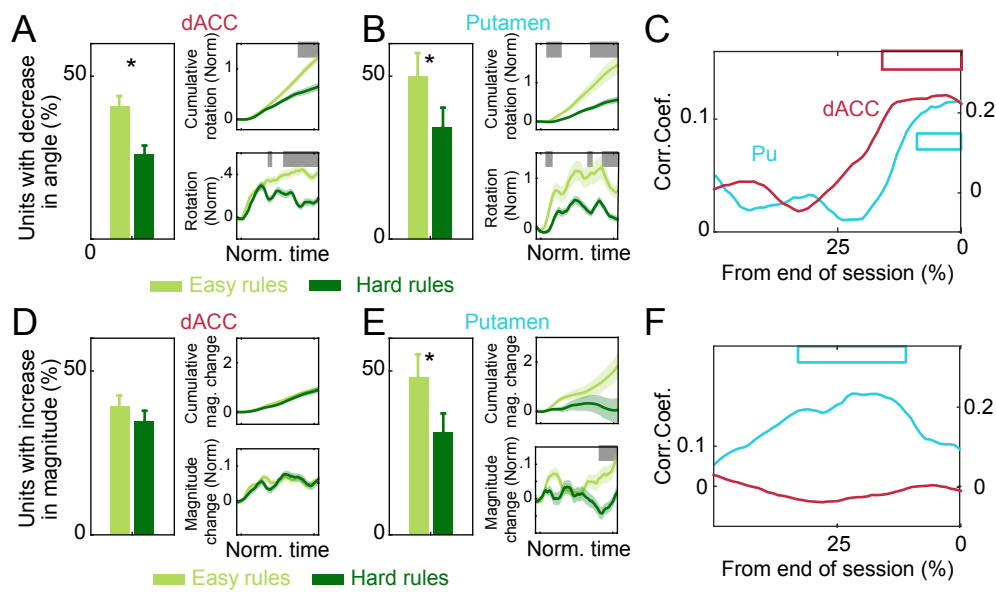 A
dACC
Units with decrease
in angle (%)
50
0
*
Cumulative
rotation (Norm)
1
0
Rotation
(Norm)
.4
0
Norm. time
B
Putamen
50
0
*
Cumulative
rotation (Norm)
1
0
Rotation
(Norm)
1
0
Norm. time
C
Corr.Coef.
0.1
0
dACC
Pu
0.2
0
25
0
From end of session (%)
Easy rules
Hard rules
D
dACC
Units with increase
in magnitude (%)
50
0
Cumulative
mag. change
2
0
Magnitude
change (Norm)
.1
0
Norm. time
E
Putamen
50
0
*
Cumulative
mag. change
2
0
Magnitude
change (Norm)
.1
0
Norm. time
F
Corr.Coef.
0.1
0
0.2
0
25
0
From end of session (%)
Easy rules
Hard rules